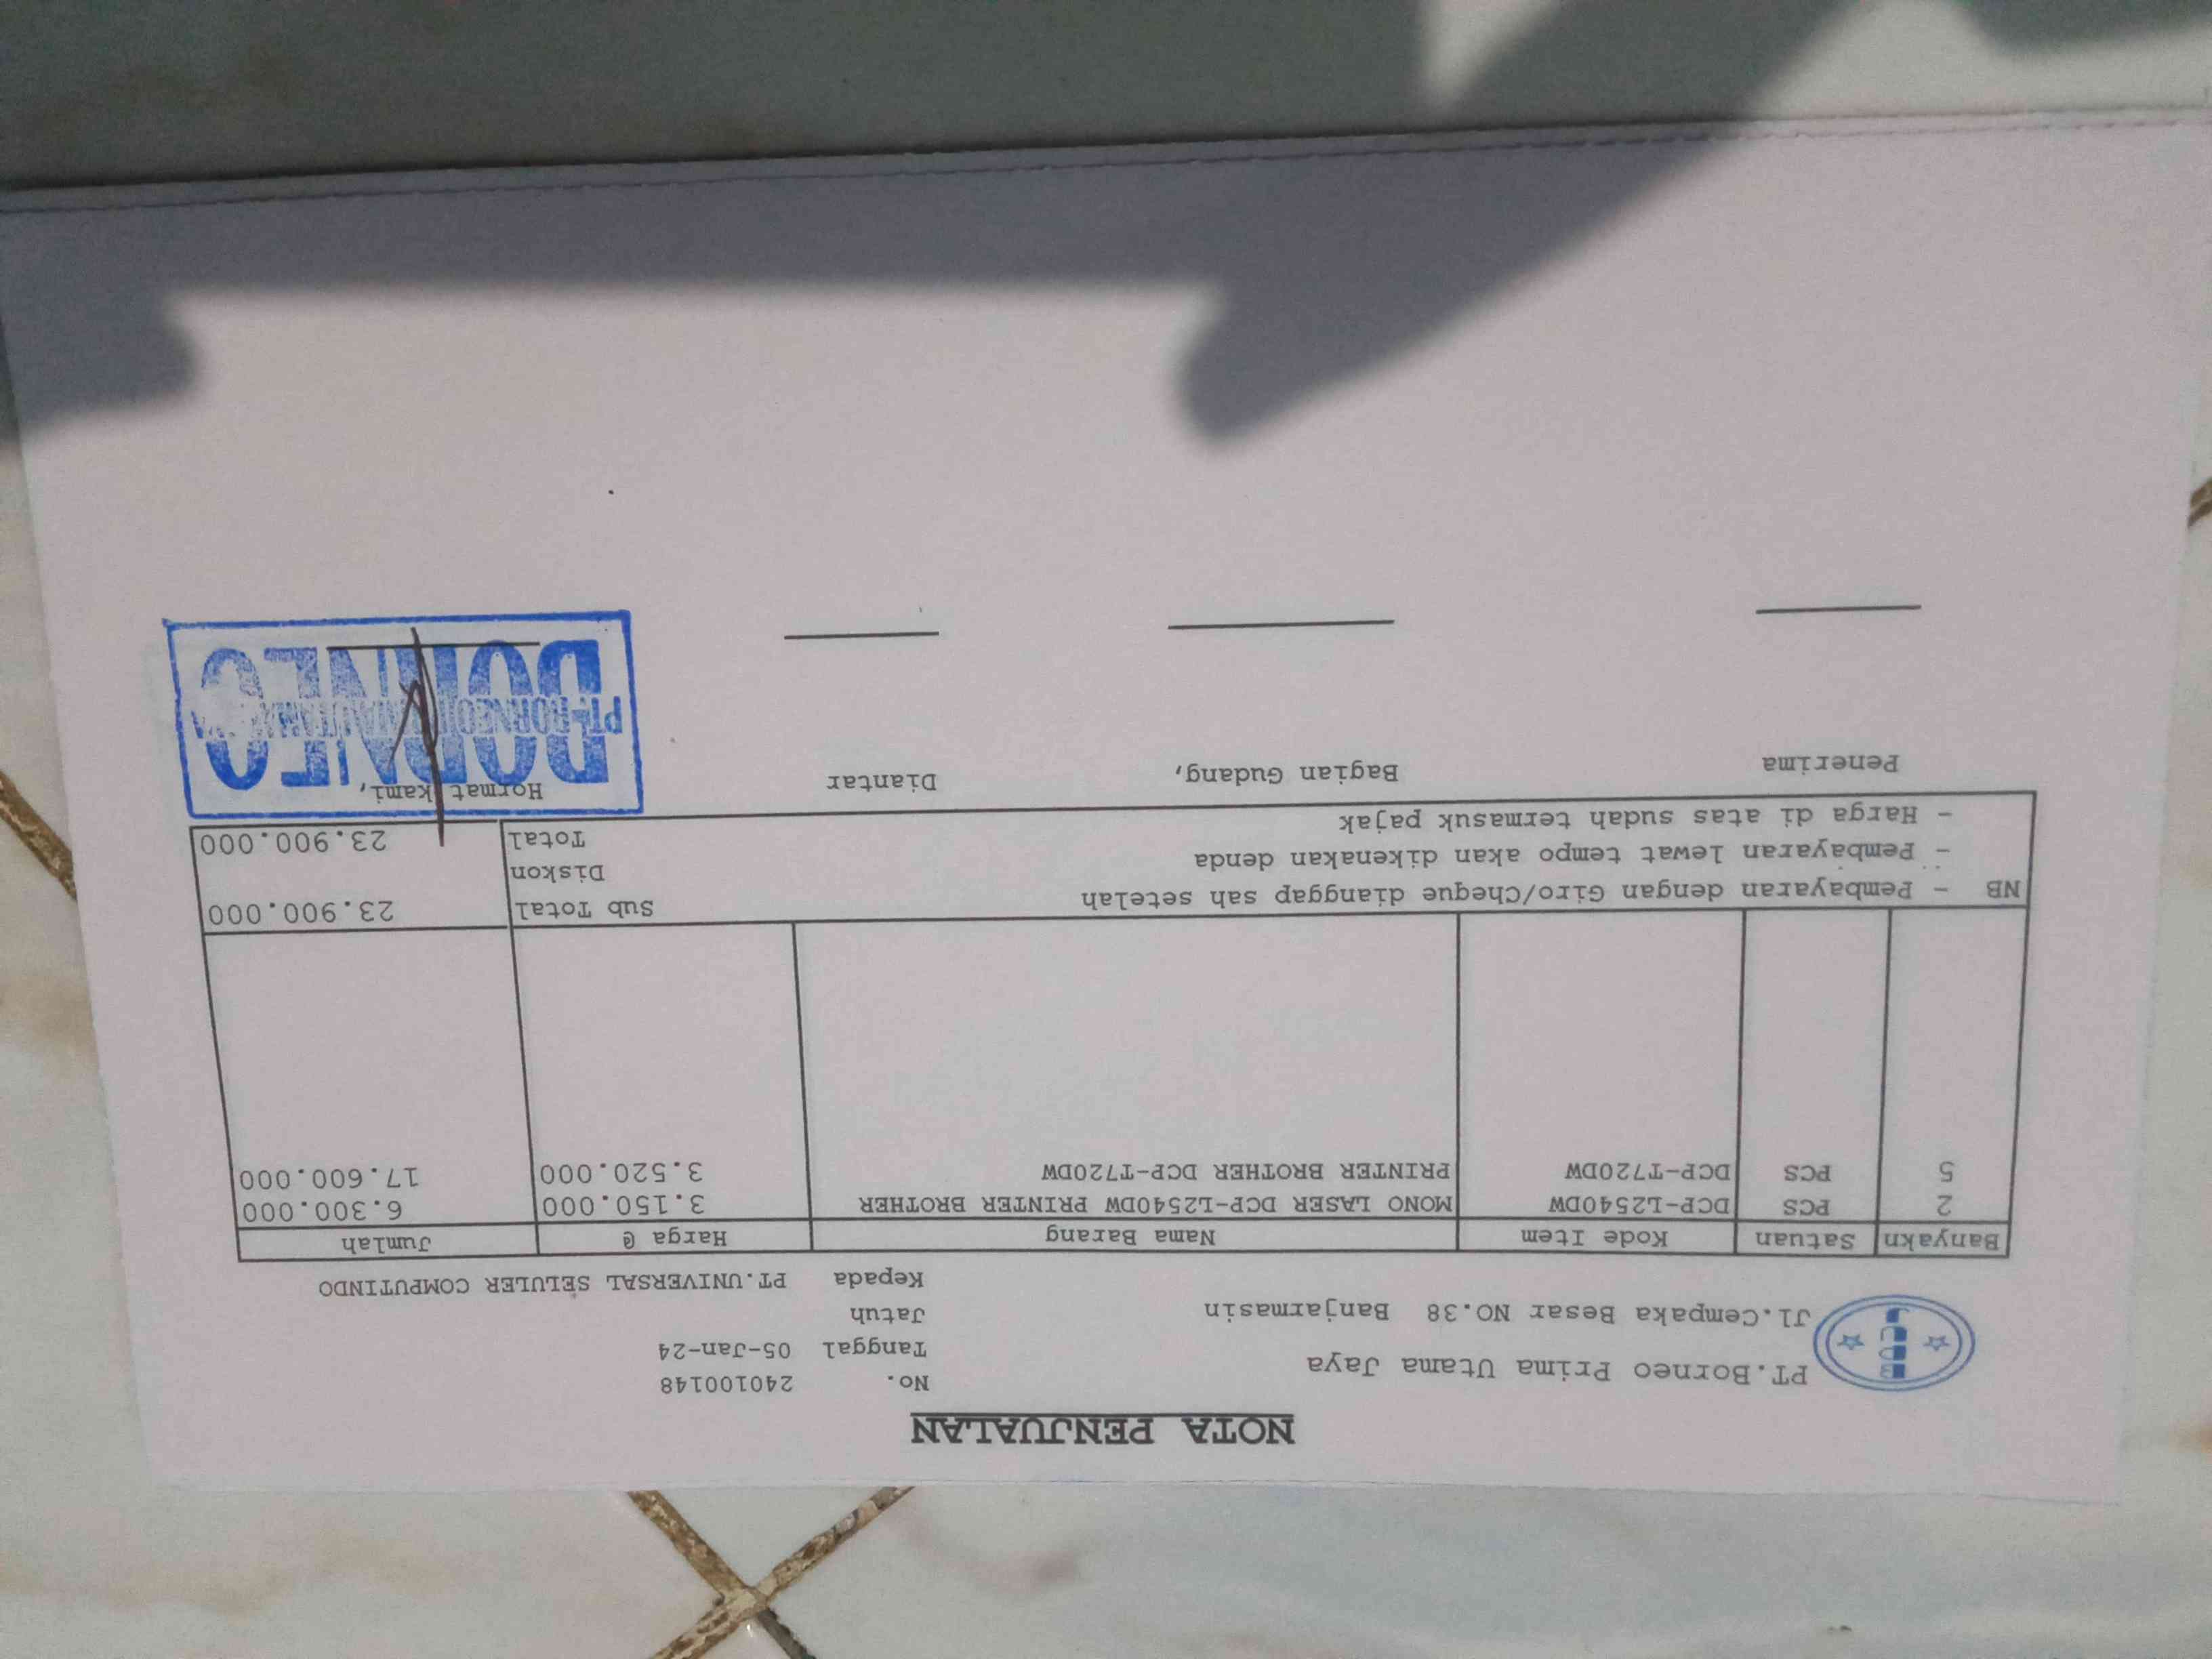 NOTA PENJUALAN
PT.Borneo Prima Utama Jaya
Jl.Cempaka Besar NO.38 Banjarmasin
No. 240100148
Tanggal 05-Jan-24
Jatuh
Kepada PT.UNIVERSAL SELULER COMPUTINDO
Banyakn Satuan Kode Item Nama Barang Harga @ Jumlah
2 PCS DCP-L2540DW MONO LASER DCP-L2540DW PRINTER BROTHER 3.150.000 6.300.000
5 PCS DCP-T720DW PRINTER BROTHER DCP-T720DW 3.520.000 17.600.000
NB - Pembayaran dengan Giro/Cheque dianggap sah setelah Sub Total 23.900.000
- Pembayaran lewat tempo akan dikenakan denda Diskon
- Harga di atas sudah termasuk pajak Total 23.900.000
Penerima Bagian Gudang, Diantar Hormat kami,
BORNEO